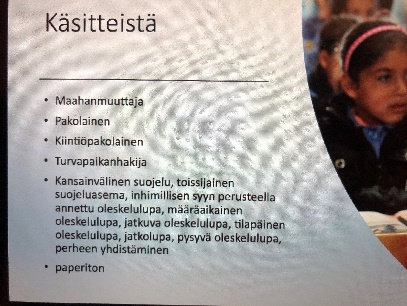 Käsitteistä
• Maahanmuuttaja
• Pakolainen
• Kiintiöpakolainen
• Turvapaikanhakija
• Kansainvälinen suojelu, toissijainen
suojeluasema, inhimillisen syyn perusteella
annettu oleskelulupa, määräaikainen
oleskelulupa, jatkuva oleskelulupa, tilapäinen
oleskelulupa, jatkolupa, pysyvä oleskelulupa,
perheen yhdistäminen
• paperiton